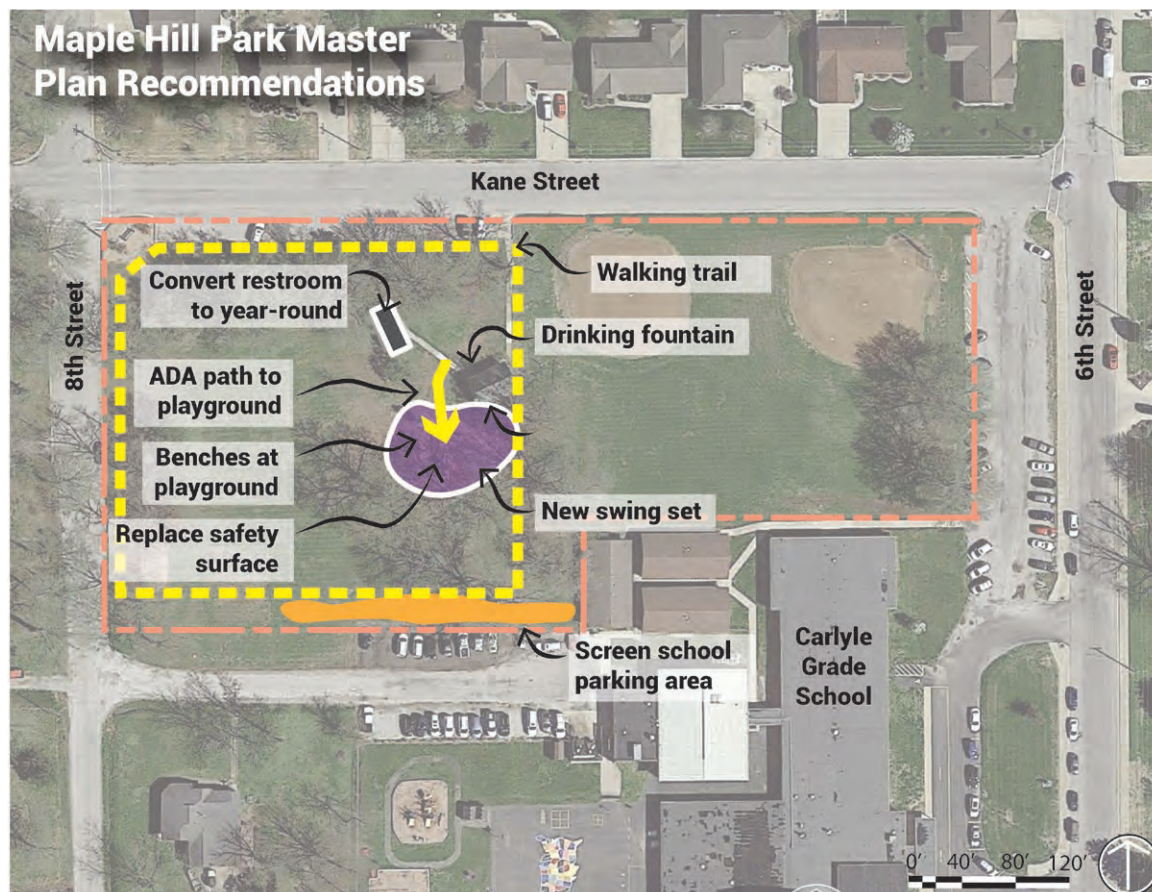 Maple Hill Park Master
Plan Recommendations
Kane Street
8th Street
6th Street
Convert restroom
to year-round
Walking trail
Drinking fountain
ADA path to
playground
Benches at
playground
New swing set
Replace safety
surface
Screen school
parking area
Carlyle
Grade
School
0' 40' 80' 120'